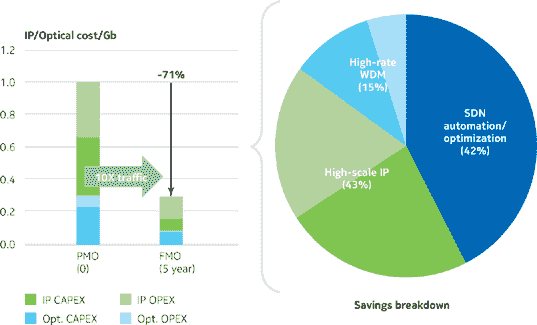 IP/Optical cost/Gb
1.2
1.0
0.8
0.6
0.4
0.2
0.0
-71%
10X traffic
PMO
(0)
FMO
(5 year)
IP CAPEX
IP OPEX
Opt. CAPEX
Opt. OPEX
High-rate
WDM
(15%)
SDN
automation/
optimization
(42%)
High-scale IP
(43%)
Savings breakdown